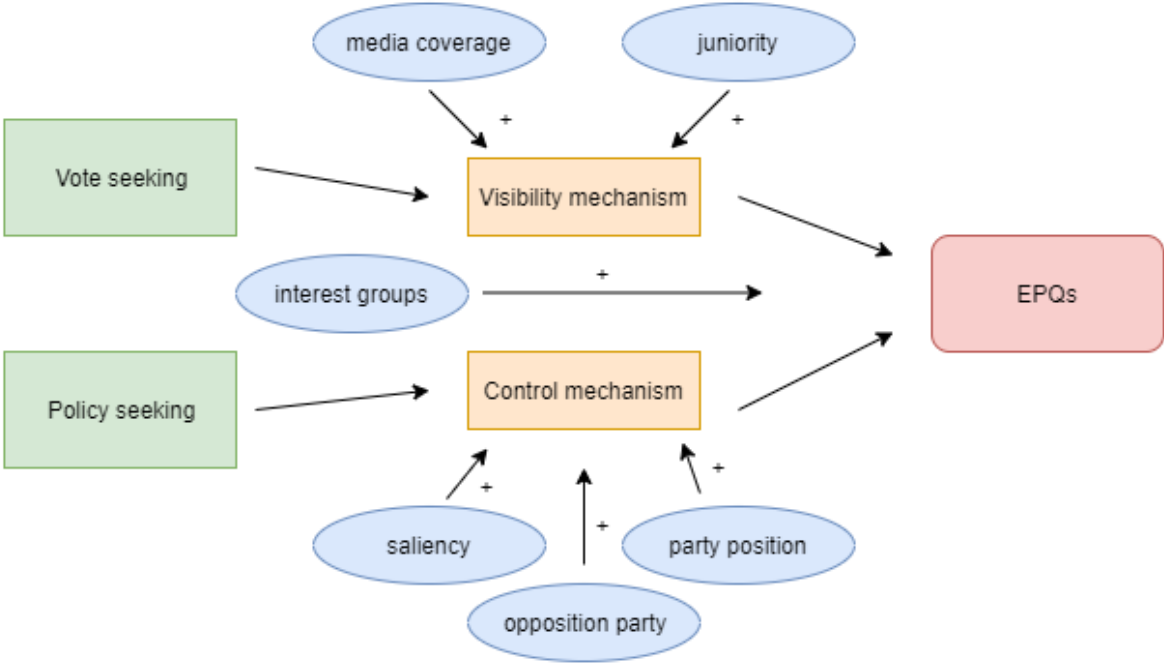 media coverage
juniority
+
+
Vote seeking
Visibility mechanism
+
interest groups
EPQs
Control mechanism
Policy seeking
+
+
+
saliency
party position
opposition party